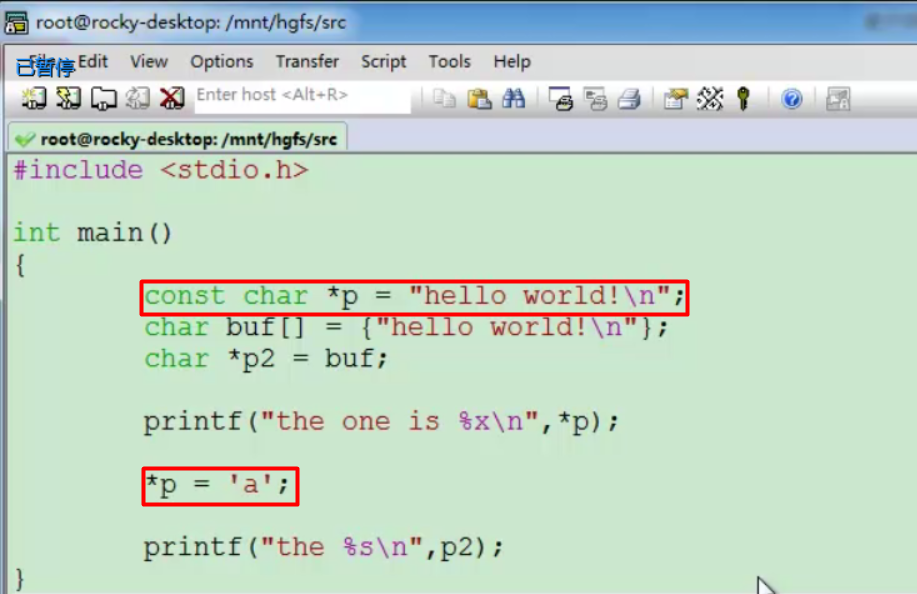 root@rocky-desktop: /mnt/hgfs/src
已暂停
Edit View Options Transfer Script Tools Help
Enter host <Alt+R>
root@rocky-desktop: /mnt/hgfs/src
#include <stdio.h>
int main()
{
const char *p = "hello world!\n";
char buf[] = {"hello world!\n"};
char *p2 = buf;
printf("the one is %x\n",*p);
*p = 'a';
printf("the %s\n",p2);
}